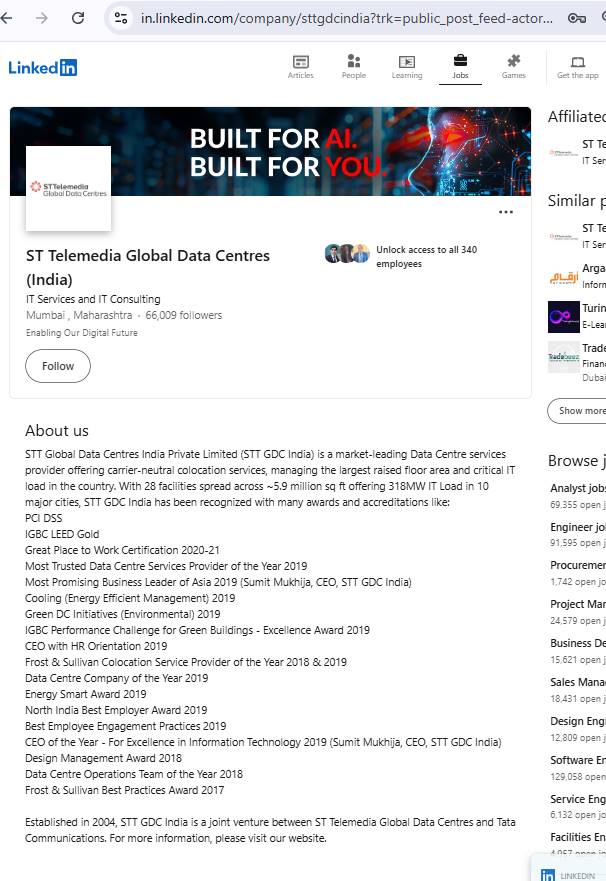 in.linkedin.com/company/sttgdcindia?trk=public_post_feed-actor...
Linked in
Articles
People
Learning
Jobs
Games
Get the app
BUILT FOR AI.
BUILT FOR YOU.
ST Telemedia
Global Data Centres
ST Telemedia Global Data Centres
(India)
IT Services and IT Consulting
Mumbai , Maharashtra · 66,009 followers
Enabling Our Digital Future
Unlock access to all 340
employees
Follow
About us
STT Global Data Centres India Private Limited (STT GDC India) is a market-leading Data Centre services
provider offering carrier-neutral colocation services, managing the largest raised floor area and critical IT
load in the country. With 28 facilities spread across ~5.9 million sq ft offering 318MW IT Load in 10
major cities, STT GDC India has been recognized with many awards and accreditations like:
PCI DSS
IGBC LEED Gold
Great Place to Work Certification 2020-21
Most Trusted Data Centre Services Provider of the Year 2019
Most Promising Business Leader of Asia 2019 (Sumit Mukhija, CEO, STT GDC India)
Cooling (Energy Efficient Management) 2019
Green DC Initiatives (Environmental) 2019
IGBC Performance Challenge for Green Buildings - Excellence Award 2019
CEO with HR Orientation 2019
Frost & Sullivan Colocation Service Provider of the Year 2018 & 2019
Data Centre Company of the Year 2019
Energy Smart Award 2019
North India Best Employer Award 2019
Best Employee Engagement Practices 2019
CEO of the Year - For Excellence in Information Technology 2019 (Sumit Mukhija, CEO, STT GDC India)
Design Management Award 2018
Data Centre Operations Team of the Year 2018
Frost & Sullivan Best Practices Award 2017
Established in 2004, STT GDC India is a joint venture between ST Telemedia Global Data Centres and Tata
Communications. For more information, please visit our website.
Affiliated
ST Te
IT Ser
Similar p
ST Te
IT Ser
Arga
Inforn
Turin
E-Lea
Trade
Financ
Dubai
Show more
Browse j
Analyst jobs
69,355 open j
Engineer jo
91,595 open j
Procuremen
1,742 open jo
Project Mar
24,579 open j
Business De
15,621 open j
Sales Mana
18,431 open j
Design Engi
12,809 open j
Software En
129,058 open
Service Eng
6,132 open jo
Facilities En
LINKEDIN